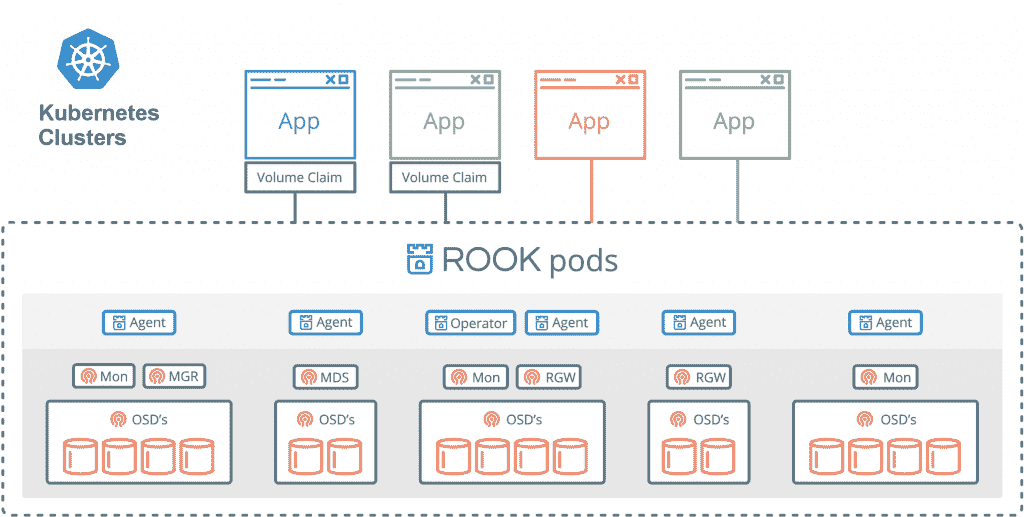 Kubernetes
Clusters
App
App
App
App
Volume Claim
Volume Claim
ROOK pods
Agent
Agent
Operator
Agent
Agent
Agent
Mon
MGR
MDS
Mon
RGW
RGW
Mon
OSD's
OSD's
OSD's
OSD's
OSD's